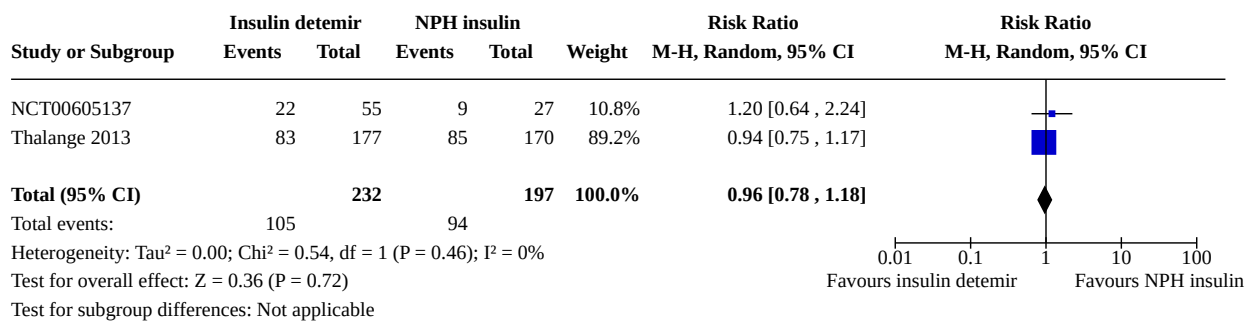 Insulin detemir NPH insulin Risk Ratio Risk Ratio
Study or Subgroup Events Total Events Total Weight M-H, Random, 95% CI M-H, Random, 95% CI
NCT00605137 22 55 9 27 10.8% 1.20 [0.64 , 2.24]
Thalange 2013 83 177 85 170 89.2% 0.94 [0.75 , 1.17]
Total (95% CI) 232 197 100.0% 0.96 [0.78 , 1.18]
Total events: 105 94
Heterogeneity: Tau² = 0.00; Chi² = 0.54, df = 1 (P = 0.46); I² = 0%
0.01 0.1 1 10 100
Test for overall effect: Z = 0.36 (P = 0.72) Favours insulin detemir Favours NPH insulin
Test for subgroup differences: Not applicable